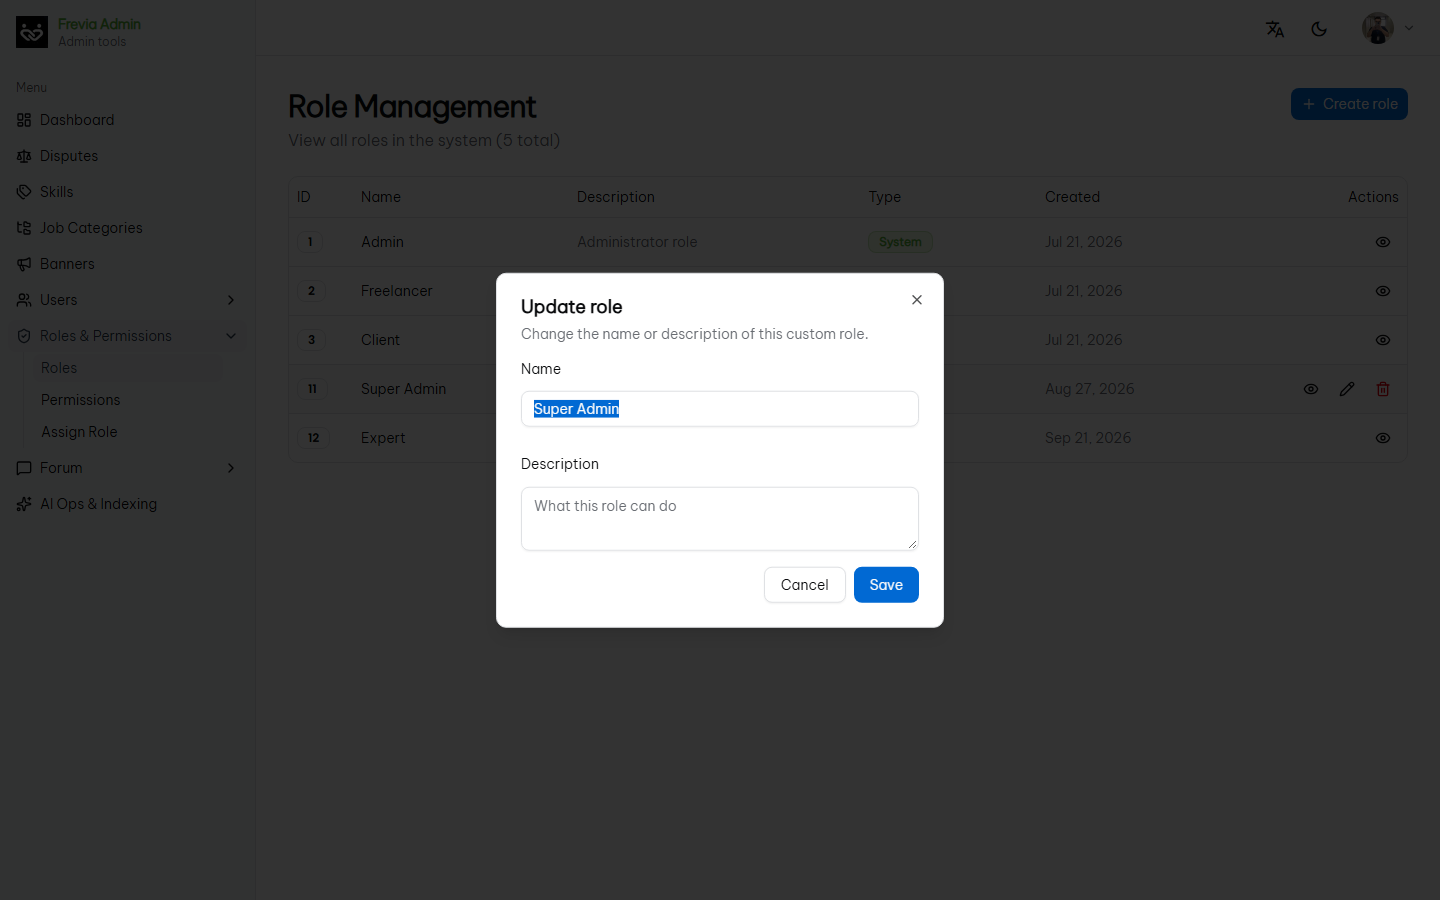 Frevia Admin
Admin tools
Menu
Dashboard
Disputes
Skills
Job Categories
Banners
Users
Roles & Permissions
Roles
Permissions
Assign Role
Forum
AI Ops & Indexing
Role Management
View all roles in the system (5 total)
+ Create role
ID Name Description Type Created Actions
1 Admin Administrator role System Jul 21, 2026
2 Freelancer Jul 21, 2026
3 Client Jul 21, 2026
11 Super Admin Aug 27, 2026
12 Expert Sep 21, 2026
Update role
Change the name or description of this custom role.
Name
Super Admin
Description
What this role can do
Cancel Save